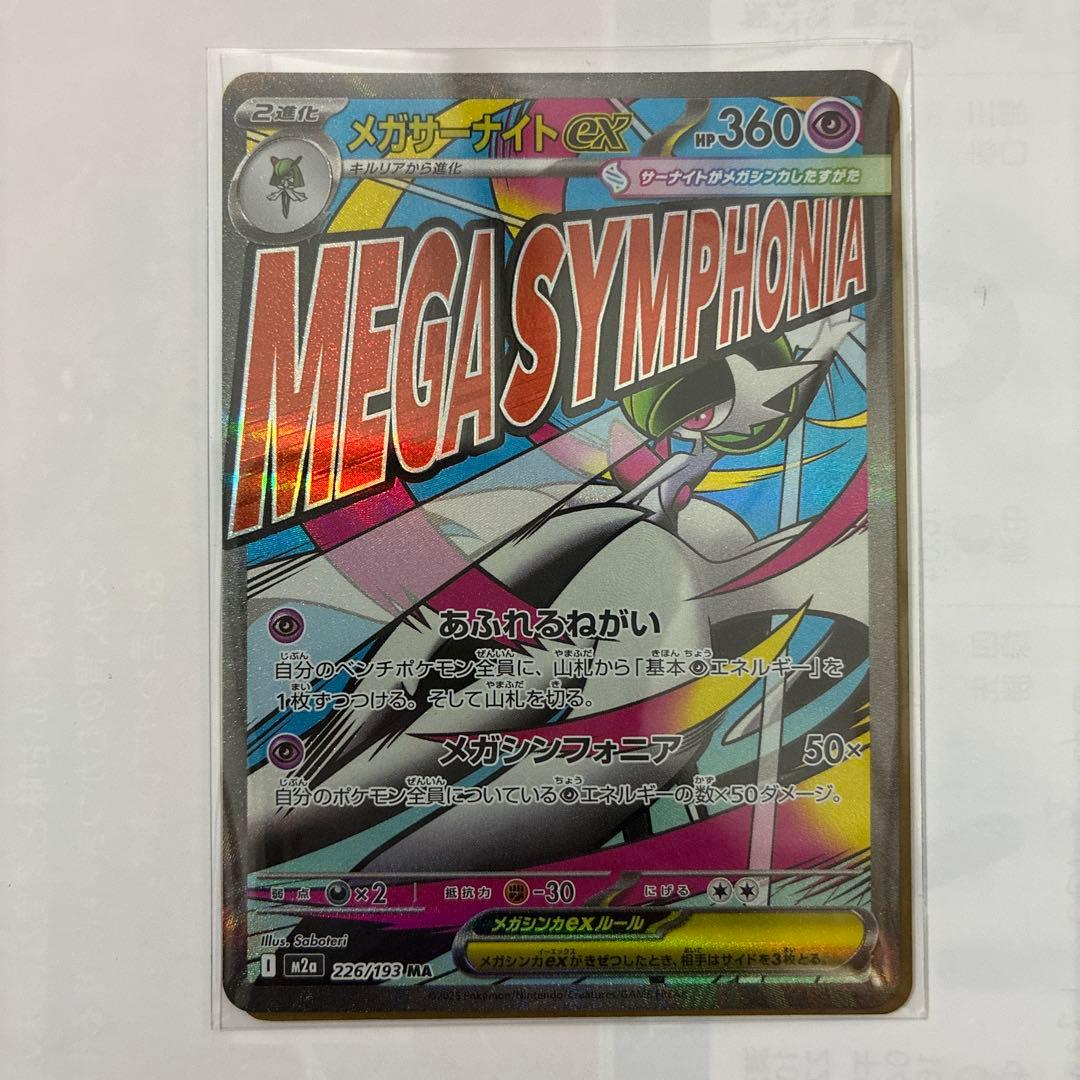 2進化
メガサーナイトex
HP360
キルリアから進化
サーナイトがメガシンカしたすがた
MEGA SYMPHONIA
あふれるねがい
自分のベンチポケモン全員に、山札から「基本エネルギー」を
1枚ずつつける。そして山札を切る。
メガシンフォニア 50×
自分のポケモン全員についているエネルギーの数×50ダメージ。
弱点 ×2 抵抗力 -30 にげる
メガシンカexルール
メガシンカexがきぜつしたとき、相手はサイドを3枚とる。
Illus. Saboteri
I m2a 226/193 MA
©2025 Pokémon/Nintendo/Creatures/GAME FREAK